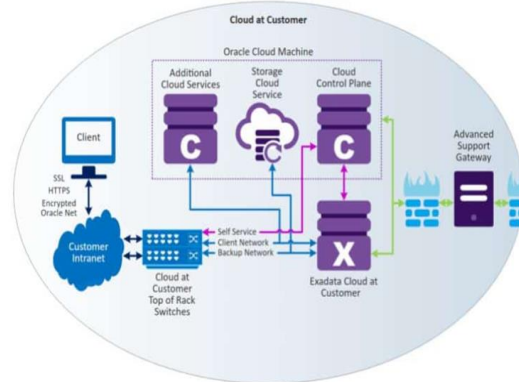 Cloud at Customer
Oracle Cloud Machine
Additional
Cloud Services
Storage
Cloud
Service
Cloud
Control Plane
C
C
Client
SSL
HTTPS
Encrypted
Oracle Net
Customer
Intranet
Cloud at
Customer
Top of Rack
Switches
Self Service
Client Network
Backup Network
X
Exadata Cloud at
Customer
Advanced
Support
Gateway